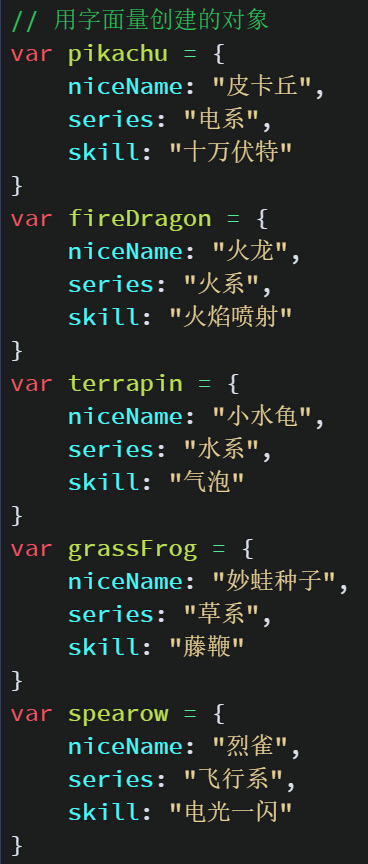 // 用字面量创建的对象
var pikachu = {
    niceName: "皮卡丘",
    series: "电系",
    skill: "十万伏特"
}
var fireDragon = {
    niceName: "火龙",
    series: "火系",
    skill: "火焰喷射"
}
var terrapin = {
    niceName: "小水龟",
    series: "水系",
    skill: "气泡"
}
var grassFrog = {
    niceName: "妙蛙种子",
    series: "草系",
    skill: "藤鞭"
}
var spearow = {
    niceName: "烈雀",
    series: "飞行系",
    skill: "电光一闪"
}